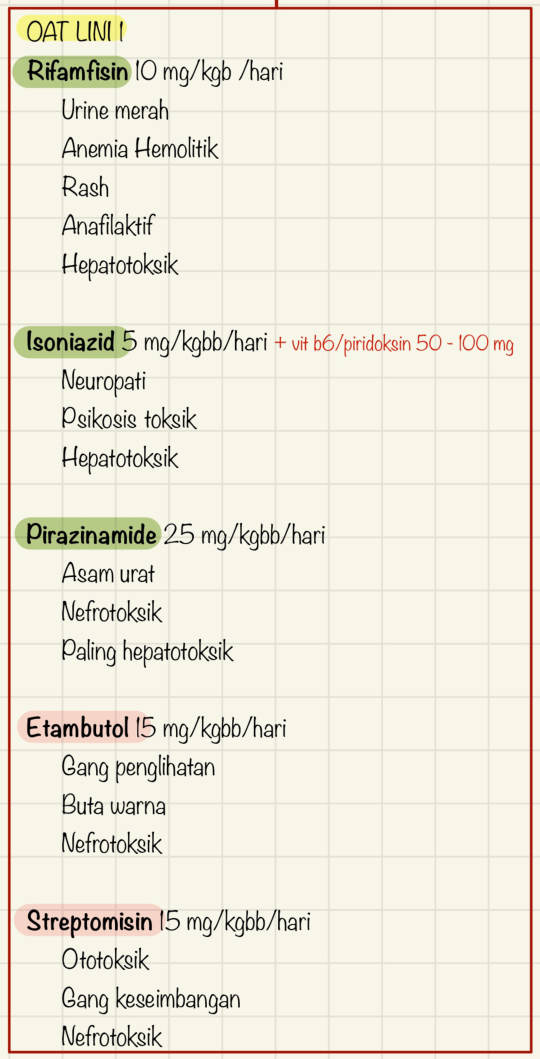 OAT LINI 1
Rifamfisin 10 mg/kgb /hari
Urine merah
Anemia Hemolitik
Rash
Anafilaktif
Hepatotoksik
Isoniazid 5 mg/kgbb/hari + vit b6/piridoksin 50 - 100 mg
Neuropati
Psikosis toksik
Hepatotoksik
Pirazinamide 25 mg/kgbb/hari
Asam urat
Nefrotoksik
Paling hepatotoksik
Etambutol 15 mg/kgbb/hari
Gang penglihatan
Buta warna
Nefrotoksik
Streptomisin 15 mg/kgbb/hari
Ototoksik
Gang keseimbangan
Nefrotoksik